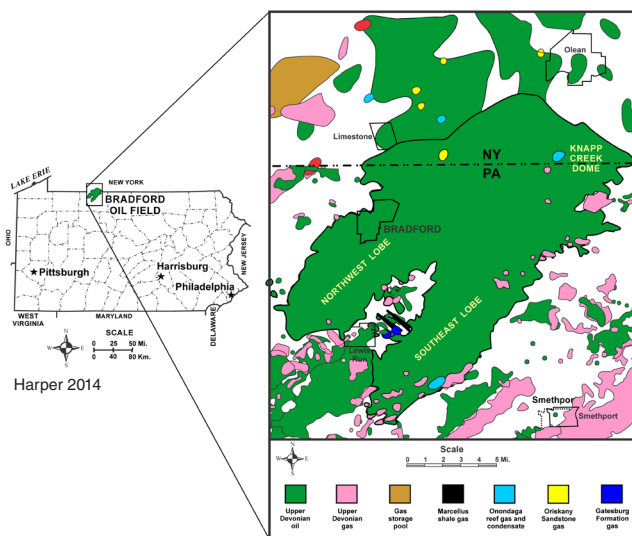 LAKE ERIE
NEW YORK
BRADFORD
OIL FIELD
OHIO
Pittsburgh
Harrisburg
Philadelphia
NEW JERSEY
WEST
VIRGINIA
MARYLAND
DELAWARE
N
W
E
S
SCALE
0 25 50 Mi.
0 40 80 Km.
Harper 2014
Olean
Limestone
NY
PA
KNAPP
CREEK
DOME
BRADFORD
NORTHWEST LOBE
SOUTHEAST LOBE
Lewis
Run
Smethpor
Smethport
N
W
E
S
Scale
0 1 2 3 4 5 Mi.
Upper
Devonian
oil
Upper
Devonian
gas
Gas
storage
pool
Marcellus
shale gas
Onondaga
reef gas and
condensate
Oriskany
Sandstone
gas
Gatesburg
Formation
gas